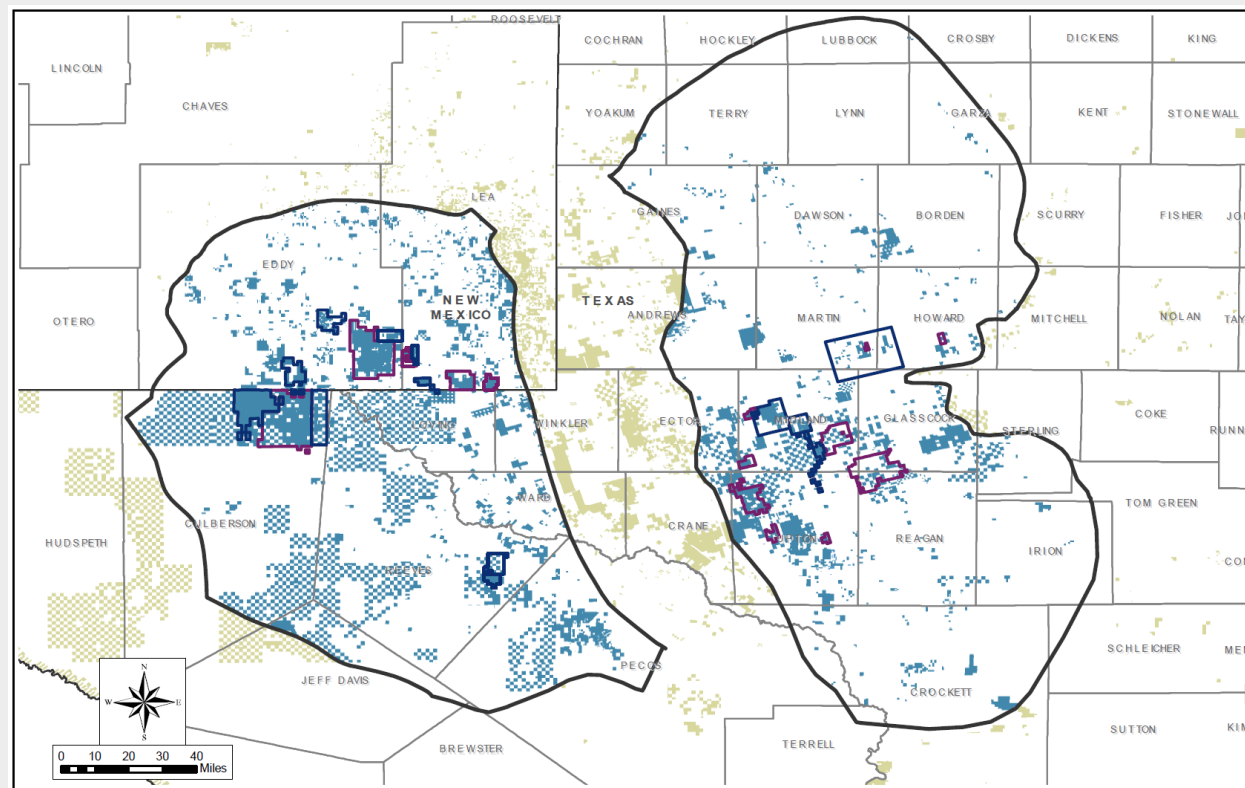 ROOSEVELT
COCHRAN
HOCKLEY
LUBBOCK
CROSBY
DICKENS
KING
LINCOLN
CHAVES
YOAKUM
TERRY
LYNN
GARZA
KENT
STONEWALL
LEA
GAINES
DAWSON
BORDEN
SCURRY
FISHER
EDDY
NEW
MEXICO
TEXAS
ANDREWS
MARTIN
HOWARD
MITCHELL
NOLAN
OTERO
WINKLER
ECTOR
MIDLAND
GLASSCOCK
STERLING
COKE
CULBERSON
WARD
CRANE
UPTON
REAGAN
IRION
TOM GREEN
HUDSPETH
REEVES
PECOS
JEFF DAVIS
CROCKETT
SCHLEICHER
SUTTON
BREWSTER
TERRELL
N
W
E
S
0 10 20 30 40
Miles